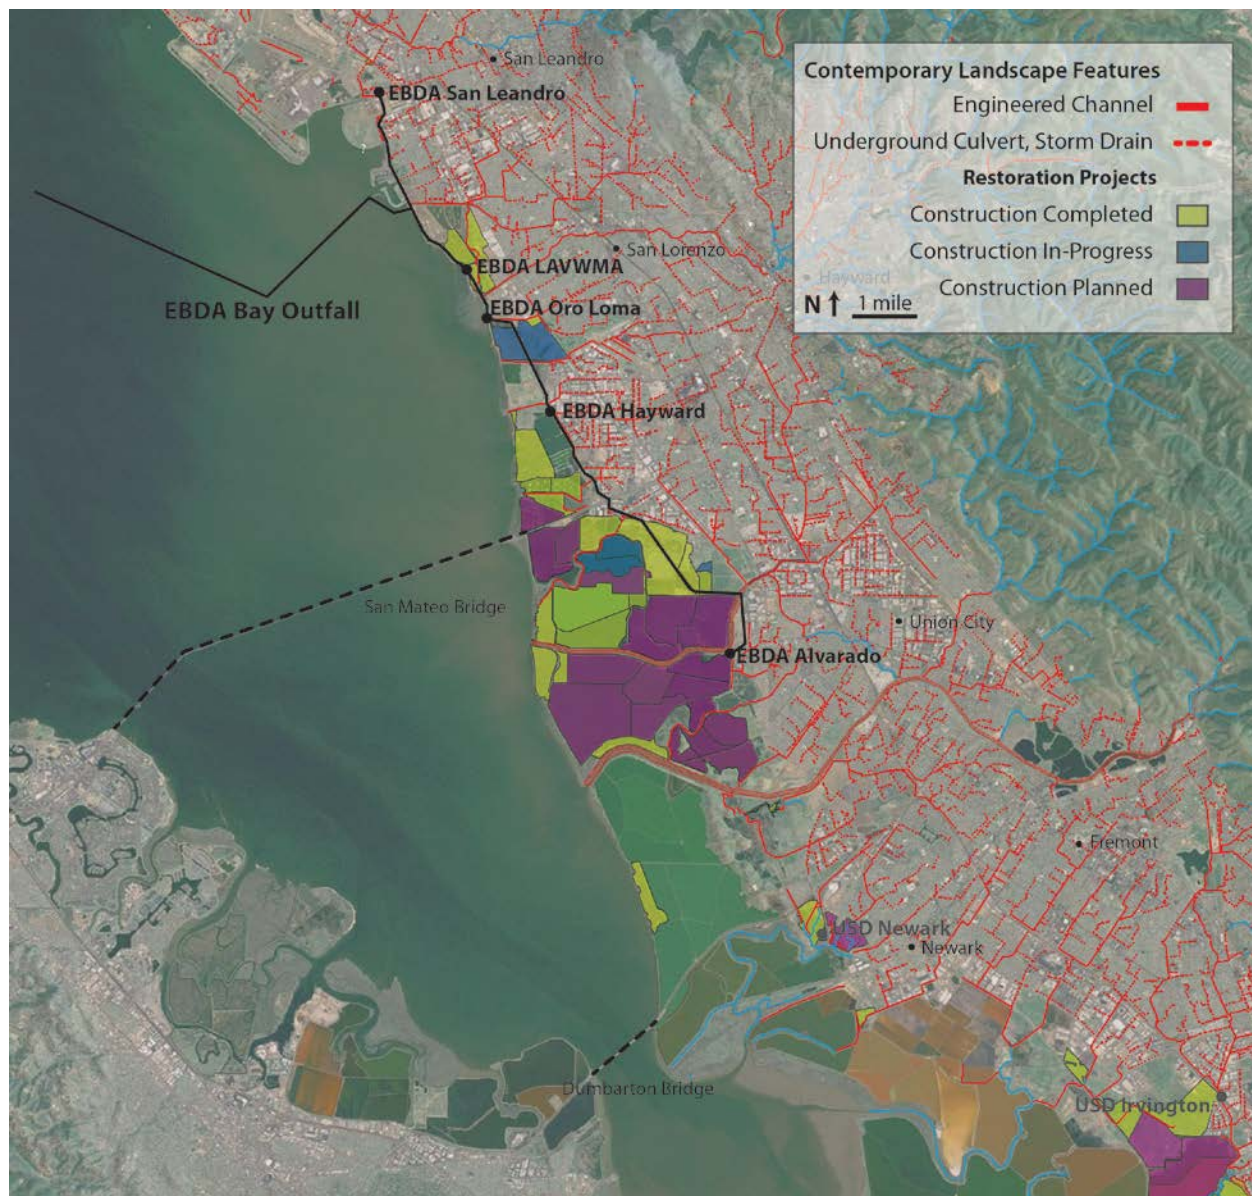 San Leandro
EBDA San Leandro
?
Contemporary Landscape Features
Engineered Channel
Underground Culvert, Storm Drain
Restoration Projects
Construction Completed
Construction In-Progress
Construction Planned
N 1 mile
Hayward
San Lorenzo
EBDA LAVWMA
EBDA Oro Loma
EBDA Bay Outfall
EBDA Hayward
San Mateo Bridge
Union City
EBDA Alvarado
Fremont
USD Newark
Newark
Dumbarton Bridge
USD Irvington